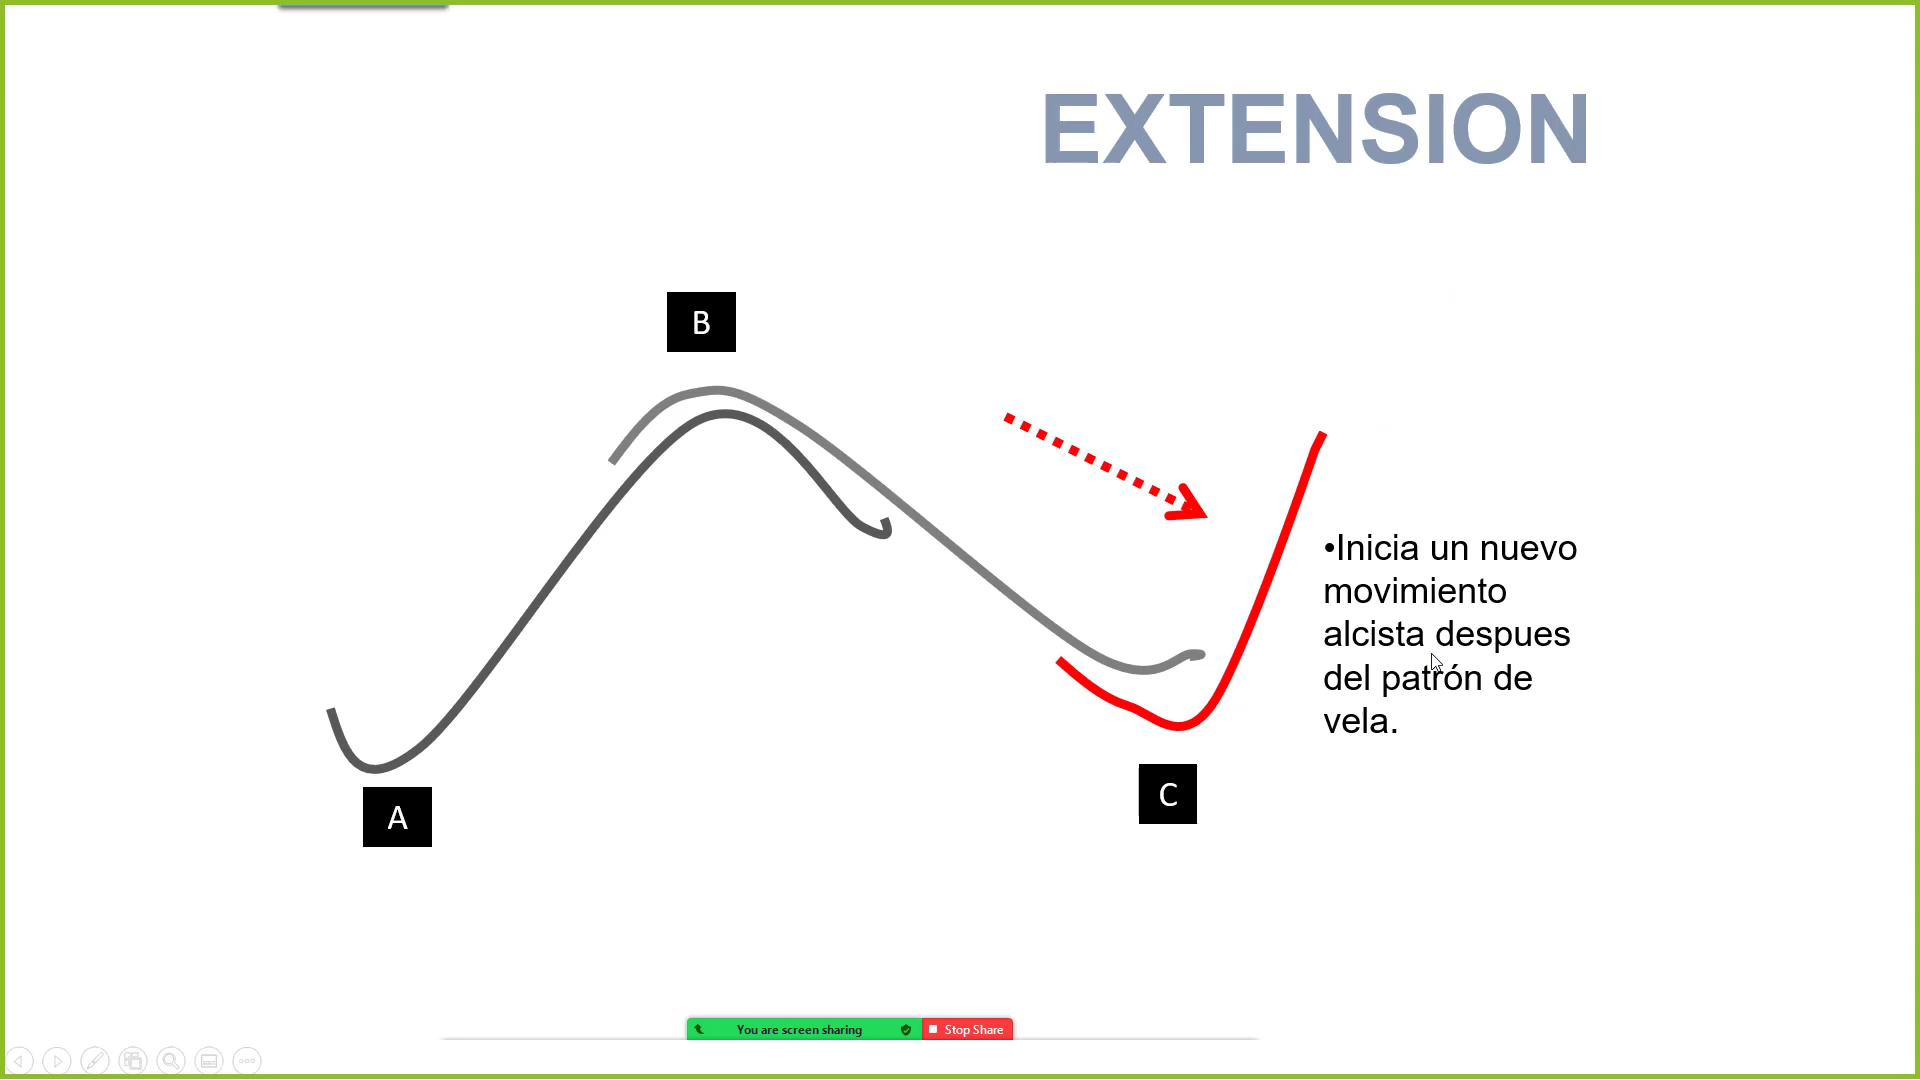 EXTENSION
B
•Inicia un nuevo
movimiento
alcista despues
del patrón de
vela.
C
A
You are screen sharing
Stop Share